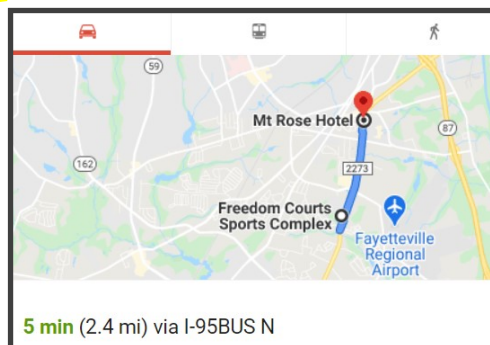 59
Mt Rose Hotel
87
162
2273
Freedom Courts
Sports Complex
Fayetteville
Regional
Airport
5 min (2.4 mi) via I-95BUS N